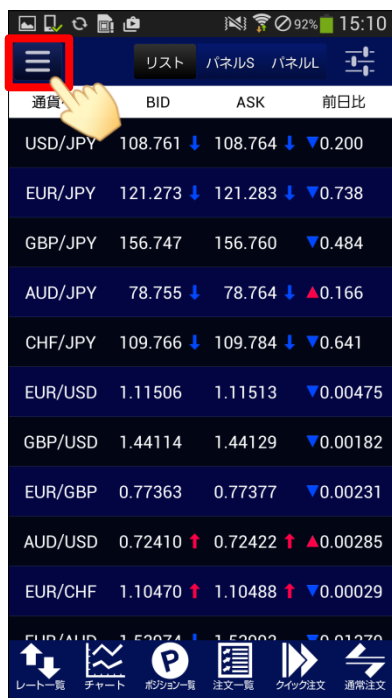 92% 15:10
リスト パネルS パネルL
通貨 BID ASK 前日比
USD/JPY 108.761 108.764 ▼0.200
EUR/JPY 121.273 121.283 ▼0.738
GBP/JPY 156.747 156.760 ▼0.484
AUD/JPY 78.755 78.764 ▲0.166
CHF/JPY 109.766 109.784 ▼0.641
EUR/USD 1.11506 1.11513 ▼0.00475
GBP/USD 1.44114 1.44129 ▼0.00182
EUR/GBP 0.77363 0.77377 ▼0.00231
AUD/USD 0.72410 0.72422 ▲0.00285
EUR/CHF 1.10470 1.10488 ▼0.00029
レート一覧 チャート ポジション一覧 注文一覧 クイック注文 通常注文